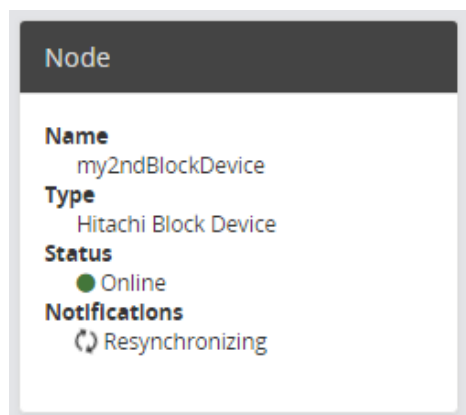 Node
Name
my2ndBlockDevice
Type
Hitachi Block Device
Status
Online
Notifications
Resynchronizing